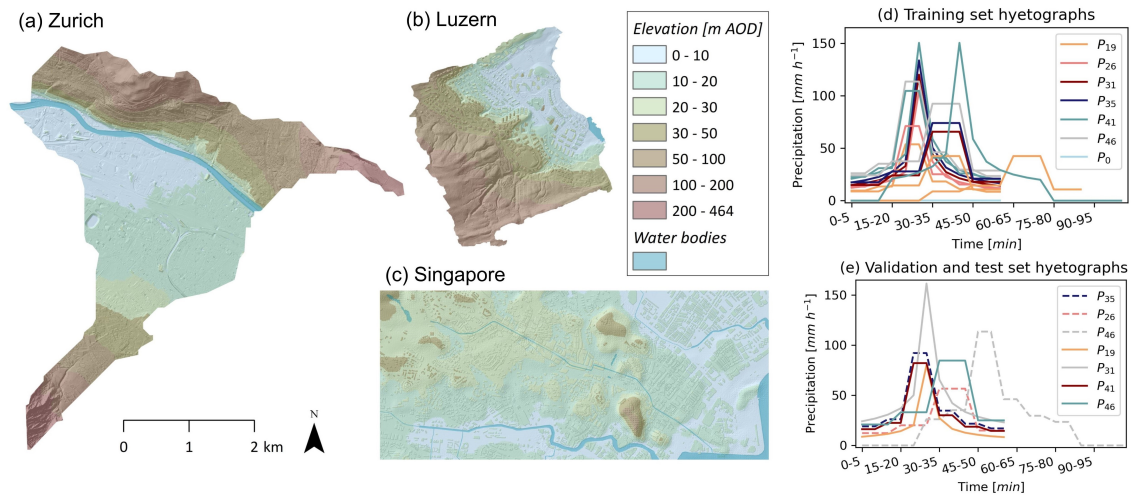 (a) Zurich
(b) Luzern
Elevation [m AOD]
0 - 10
10 - 20
20 - 30
30 - 50
50 - 100
100 - 200
200 - 464
Water bodies
(c) Singapore
0 1 2 km
N
(d) Training set hyetographs
Precipitation [mm h⁻¹]
150
100
50
0
P₁₉
P₂₆
P₃₁
P₃₅
P₄₁
P₄₆
P₀
0-5 15-20 30-35 45-50 60-65 75-80 90-95
Time [min]
(e) Validation and test set hyetographs
Precipitation [mm h⁻¹]
150
100
50
0
P₃₅
P₂₆
P₄₆
P₁₉
P₃₁
P₄₁
P₄₆
0-5 15-20 30-35 45-50 60-65 75-80 90-95
Time [min]